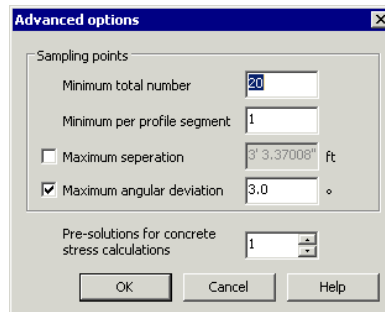 Advanced options
Sampling points
Minimum total number 20
Minimum per profile segment 1
Maximum seperation 3' 3.37008" ft
Maximum angular deviation 3.0 °
Pre-solutions for concrete
stress calculations 1
OK Cancel Help